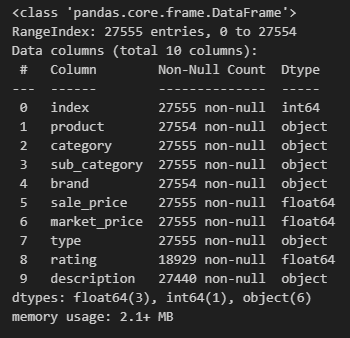 <class 'pandas.core.frame.DataFrame'>
RangeIndex: 27555 entries, 0 to 27554
Data columns (total 10 columns):
 #   Column        Non-Null Count  Dtype
---  ------        --------------  -----
 0   index         27555 non-null  int64
 1   product       27554 non-null  object
 2   category      27555 non-null  object
 3   sub_category  27555 non-null  object
 4   brand         27554 non-null  object
 5   sale_price    27555 non-null  float64
 6   market_price  27555 non-null  float64
 7   type          27555 non-null  object
 8   rating        18929 non-null  float64
 9   description   27440 non-null  object
dtypes: float64(3), int64(1), object(6)
memory usage: 2.1+ MB